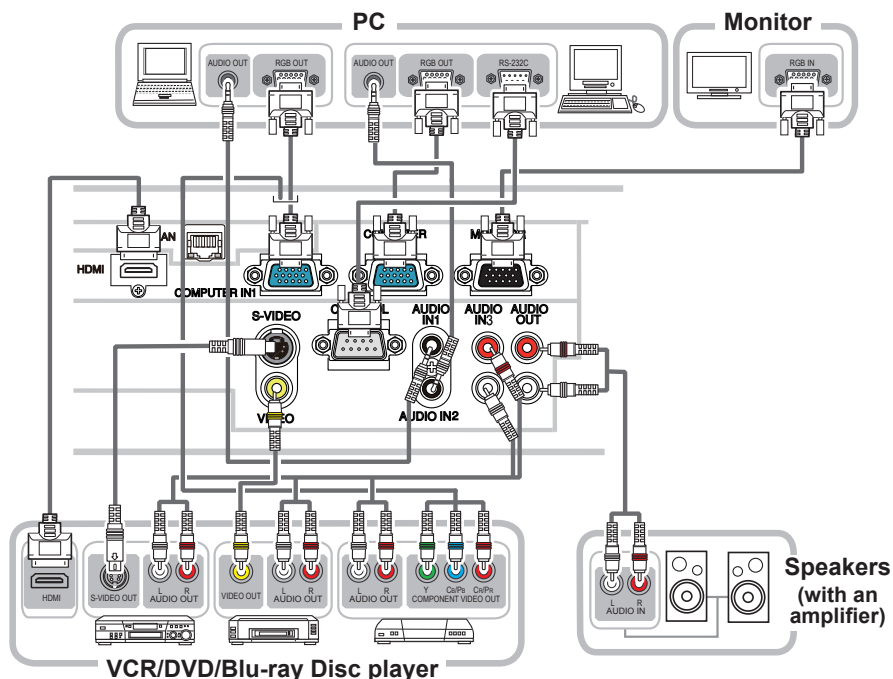 PC
Monitor
AUDIO OUT
RGB OUT
AUDIO OUT
RGB OUT
RS-232C
RGB IN
AN
HDMI
COMPUTER IN1
S-VIDEO
AUDIO IN1
AUDIO IN3
AUDIO OUT
VIDEO
AUDIO IN2
HDMI
S-VIDEO OUT
L
R
AUDIO OUT
VIDEO OUT
L
R
AUDIO OUT
L
R
AUDIO OUT
Y
CB/PB
CR/PR
COMPONENT VIDEO OUT
L
R
AUDIO IN
Speakers
(with an
amplifier)
VCR/DVD/Blu-ray Disc player